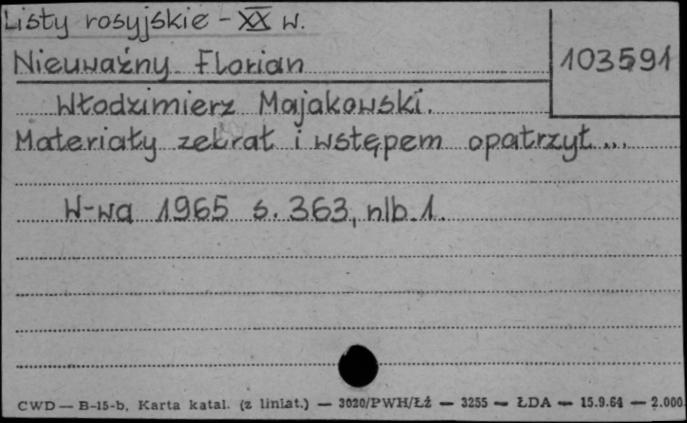 Listy rosyjskie - XX w.
Nieuważny Florian
103591
Włodzimierz Majakowski.
Materiały zebrał i wstępem opatrzył...
W-wa 1965 s. 363, nlb. 1.
CWD — B-15-b, Karta katal. (z liniat.) — 3020/PWH/Łż — 3255 — ŁDA — 15.9.64 — 2.000